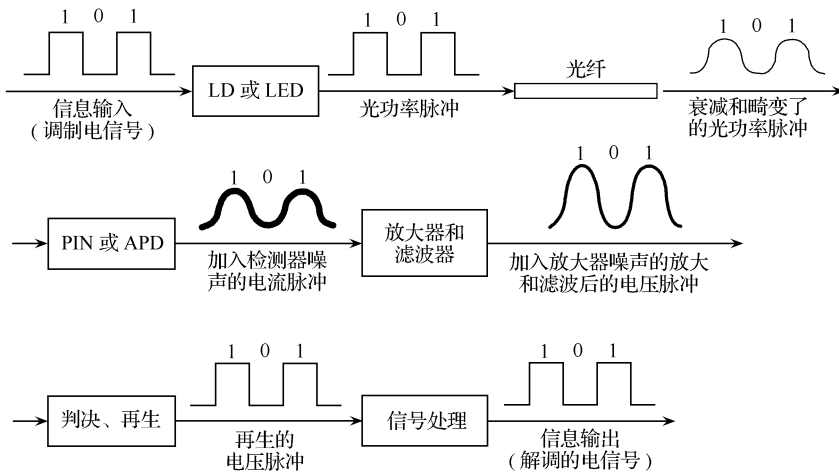 1 0 1
1 0 1
1 0 1
LD 或 LED
光纤
信息输入
(调制电信号)
光功率脉冲
衰减和畸变了
的光功率脉冲
1 0 1
1 0 1
PIN 或 APD
放大器和
滤波器
加入检测器噪
声的电流脉冲
加入放大器噪声的放大
和滤波后的电压脉冲
1 0 1
1 0 1
判决、再生
信号处理
再生的
电压脉冲
信息输出
(解调的电信号)